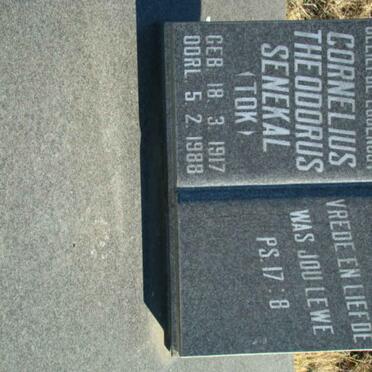 CORNELIUS
THEODORUS
SENEKAL
(TOK)
GEB. 18. 3. 1917
OORL. 5. 2. 1988
VREDE EN LIEFDE
WAS JOU LEWE
PS. 17 : 8